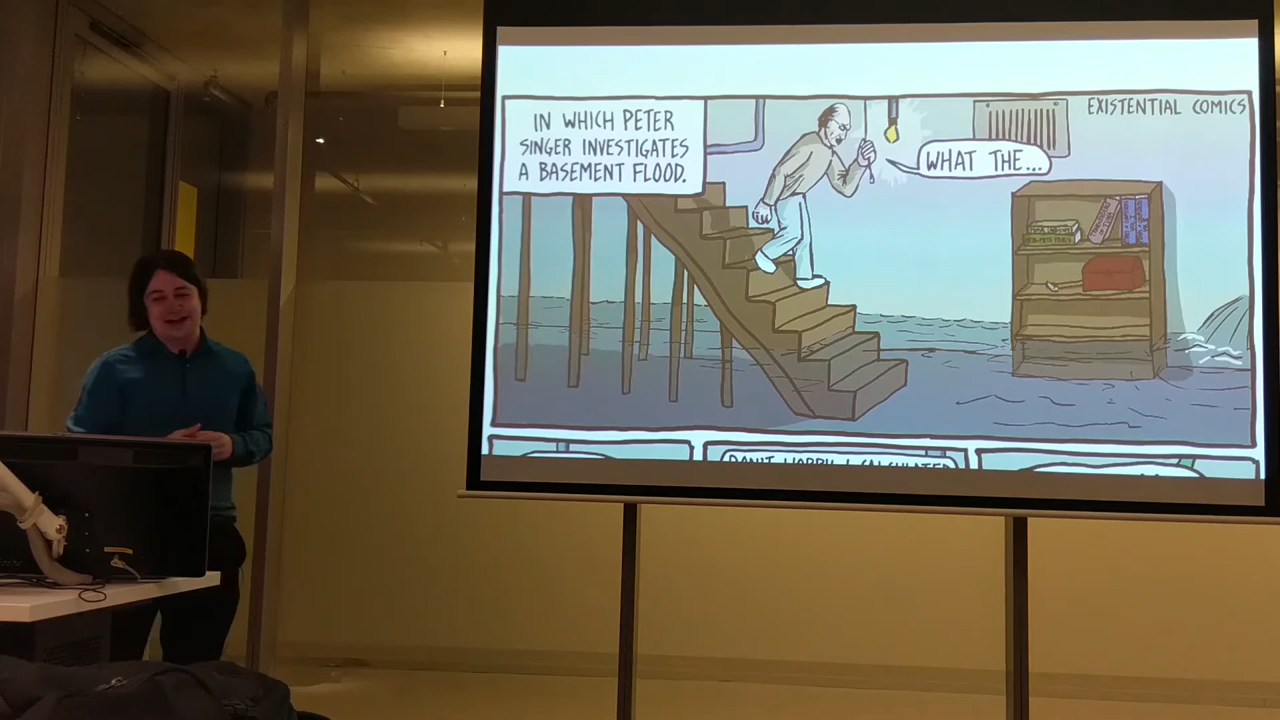 IN WHICH PETER
SINGER INVESTIGATES
A BASEMENT FLOOD.
WHAT THE...
EXISTENTIAL COMICS